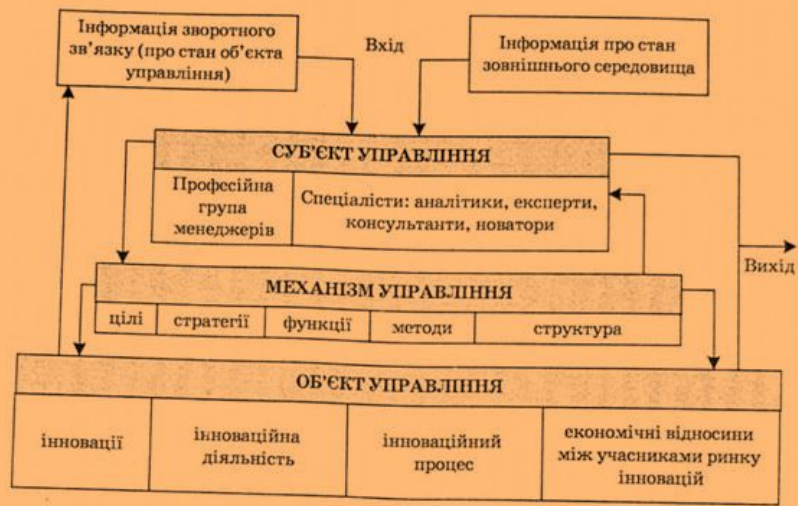 Інформація зворотного
зв’язку (про стан об’єкта
управління)
Вхід
Інформація про стан
зовнішнього середовища
СУБ’ЄКТ УПРАВЛІННЯ
Професійна
група
менеджерів
Спеціалісти: аналітики, експерти,
консультанти, новатори
Вихід
МЕХАНІЗМ УПРАВЛІННЯ
цілі
стратегії
функції
методи
структура
ОБ’ЄКТ УПРАВЛІННЯ
інновації
інноваційна
діяльність
інноваційний
процес
економічні відносини
між учасниками ринку
інновацій